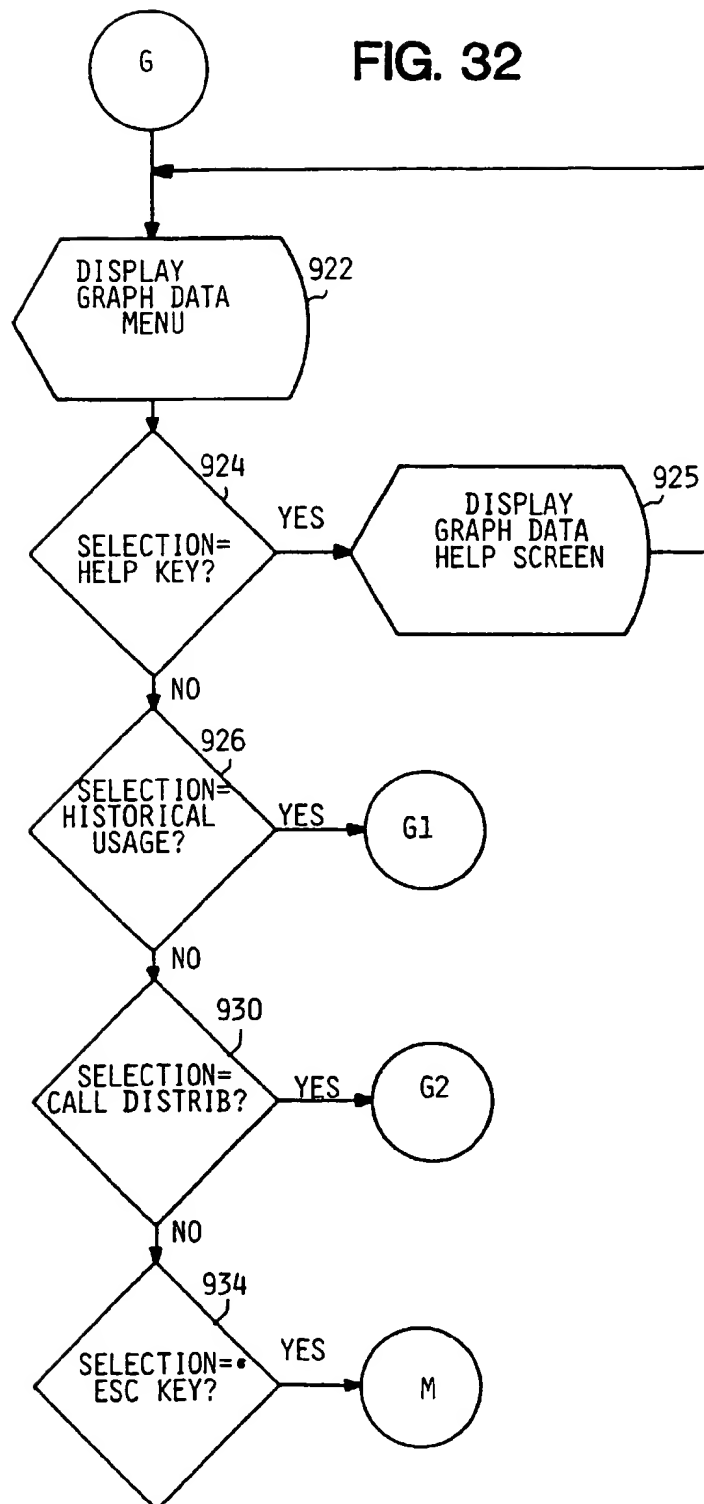 G
FIG. 32
DISPLAY
GRAPH DATA
MENU
922
924
SELECTION=
HELP KEY?
YES
DISPLAY
GRAPH DATA
HELP SCREEN
925
NO
926
SELECTION=
HISTORICAL
USAGE?
YES
G1
NO
930
SELECTION=
CALL DISTRIB?
YES
G2
NO
934
SELECTION=
ESC KEY?
YES
M